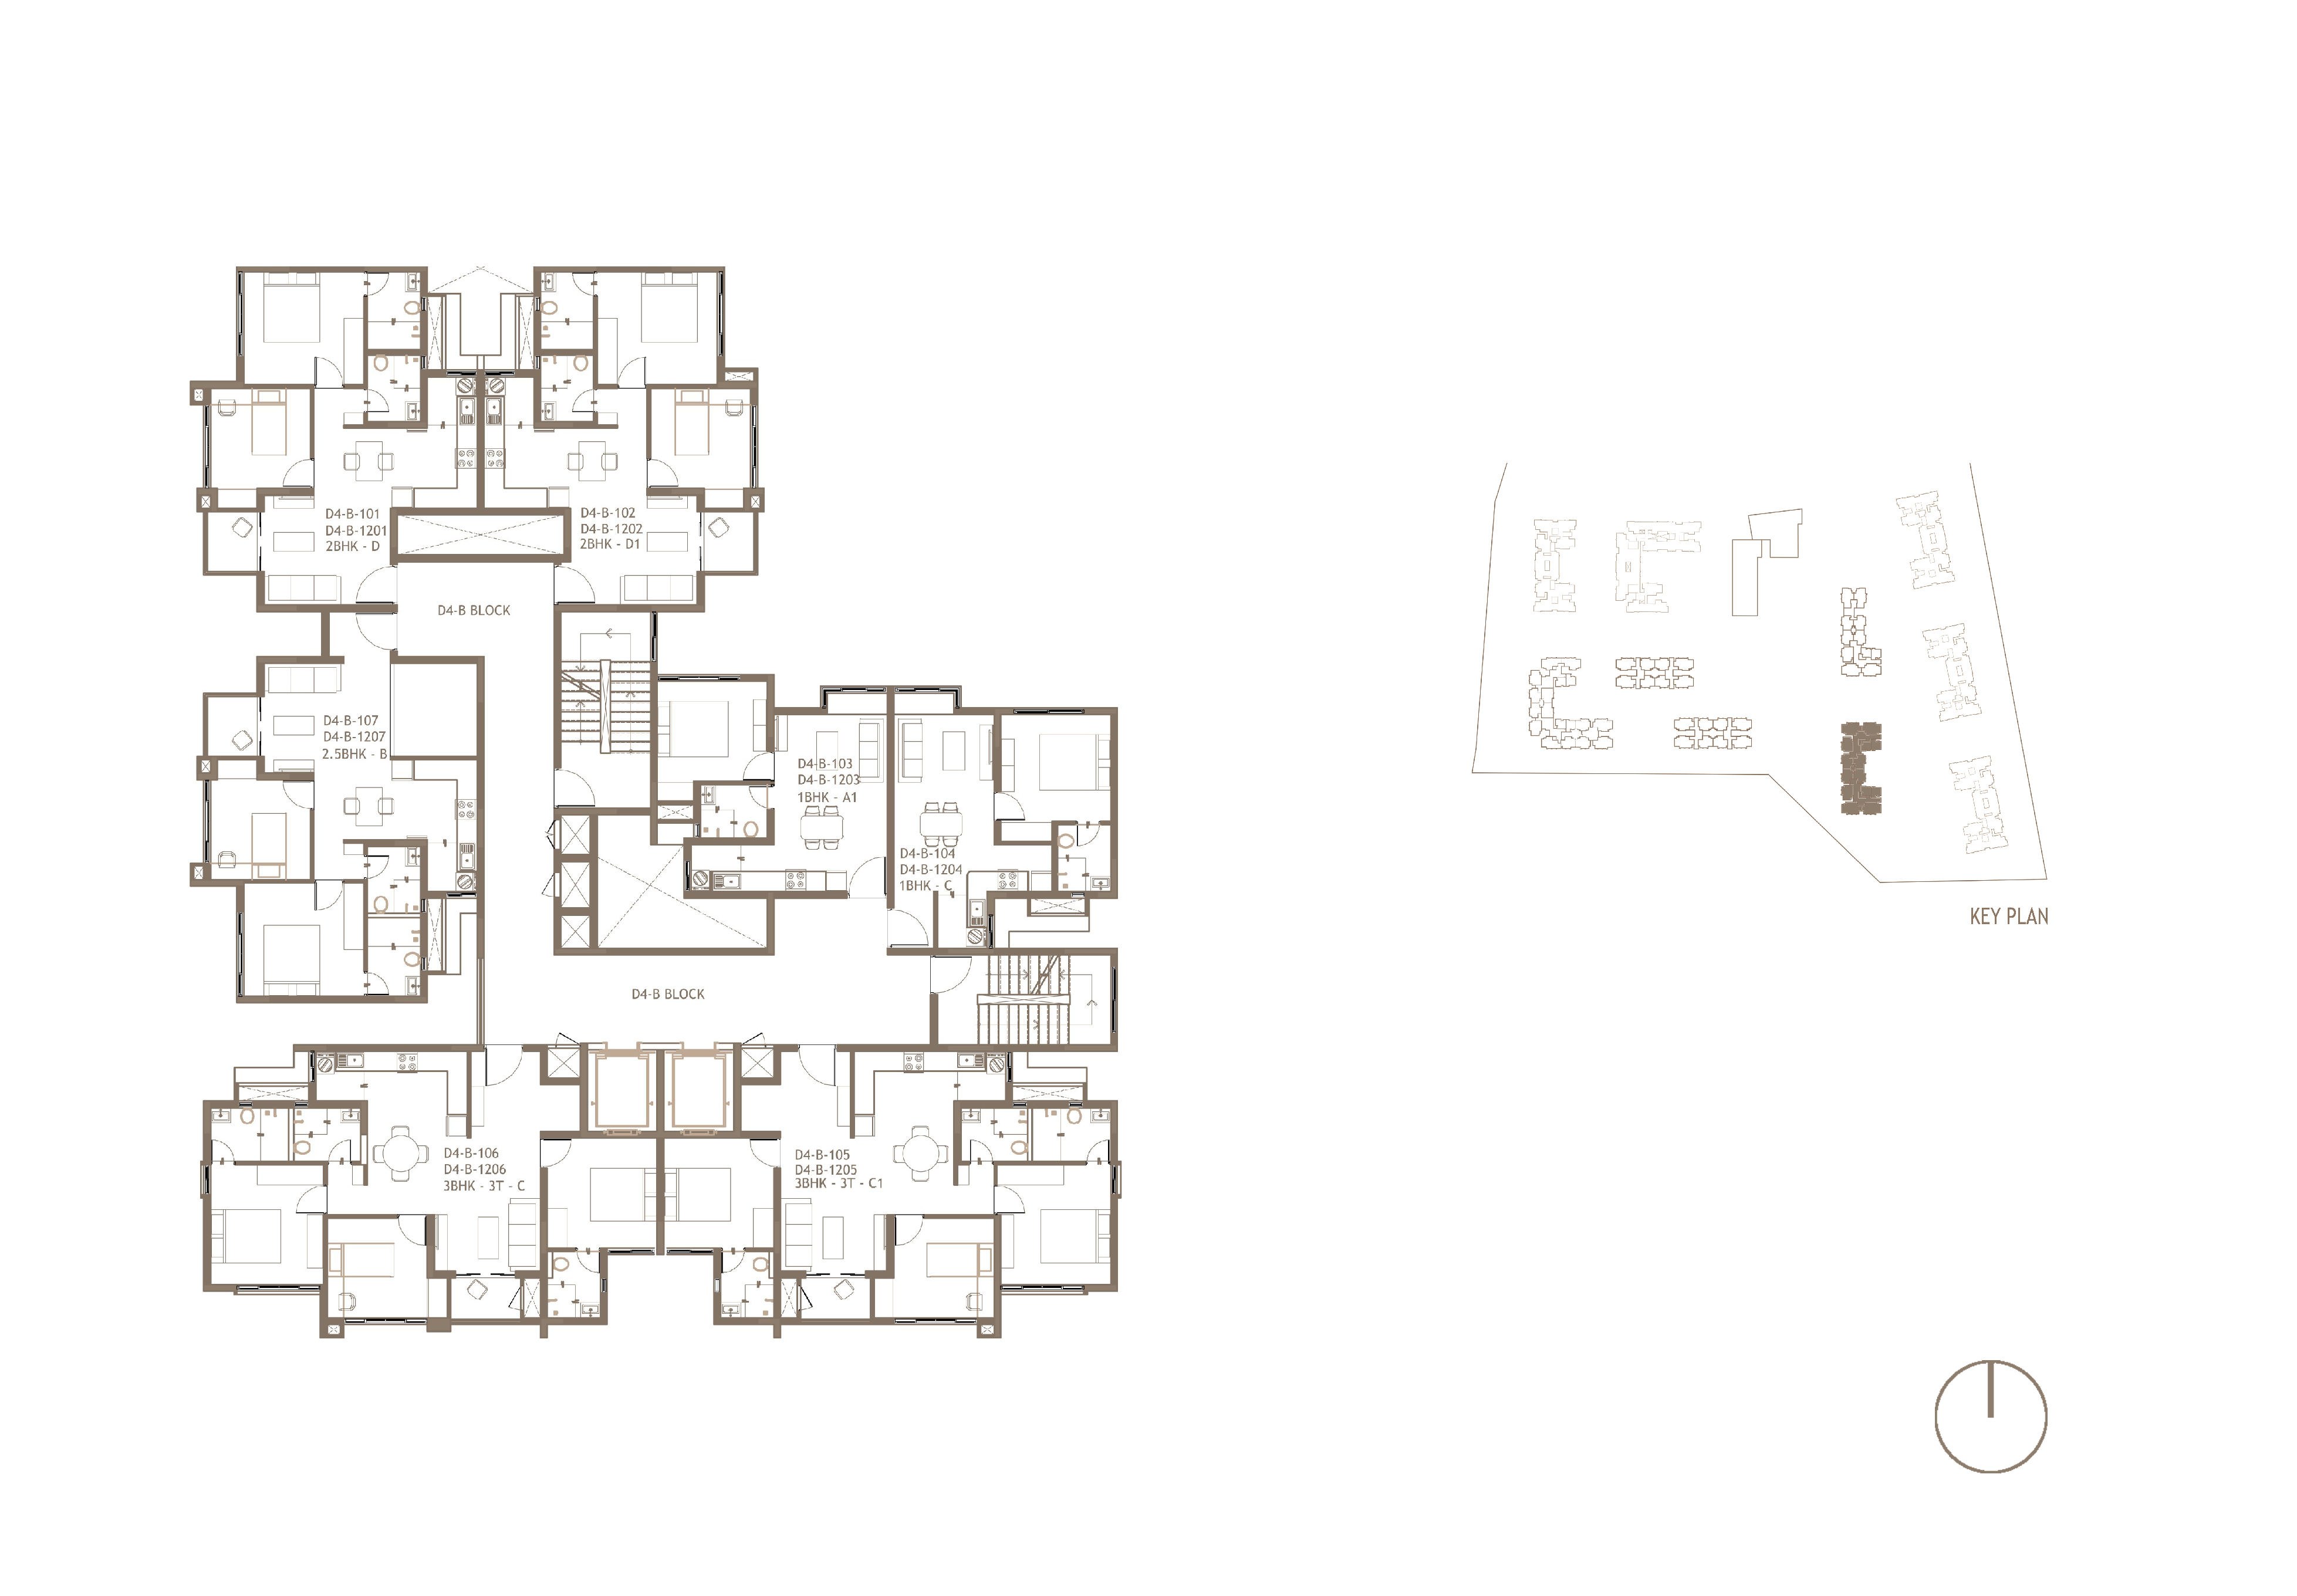 D4-B-101
D4-B-1201
2BHK - D
D4-B-102
D4-B-1202
2BHK - D1
D4-B BLOCK
D4-B-107
D4-B-1207
2.5BHK - B
D4-B-103
D4-B-1203
1BHK - A1
D4-B-104
D4-B-1204
1BHK - C
D4-B BLOCK
D4-B-106
D4-B-1206
3BHK - 3T - C
D4-B-105
D4-B-1205
3BHK - 3T - C1
KEY PLAN